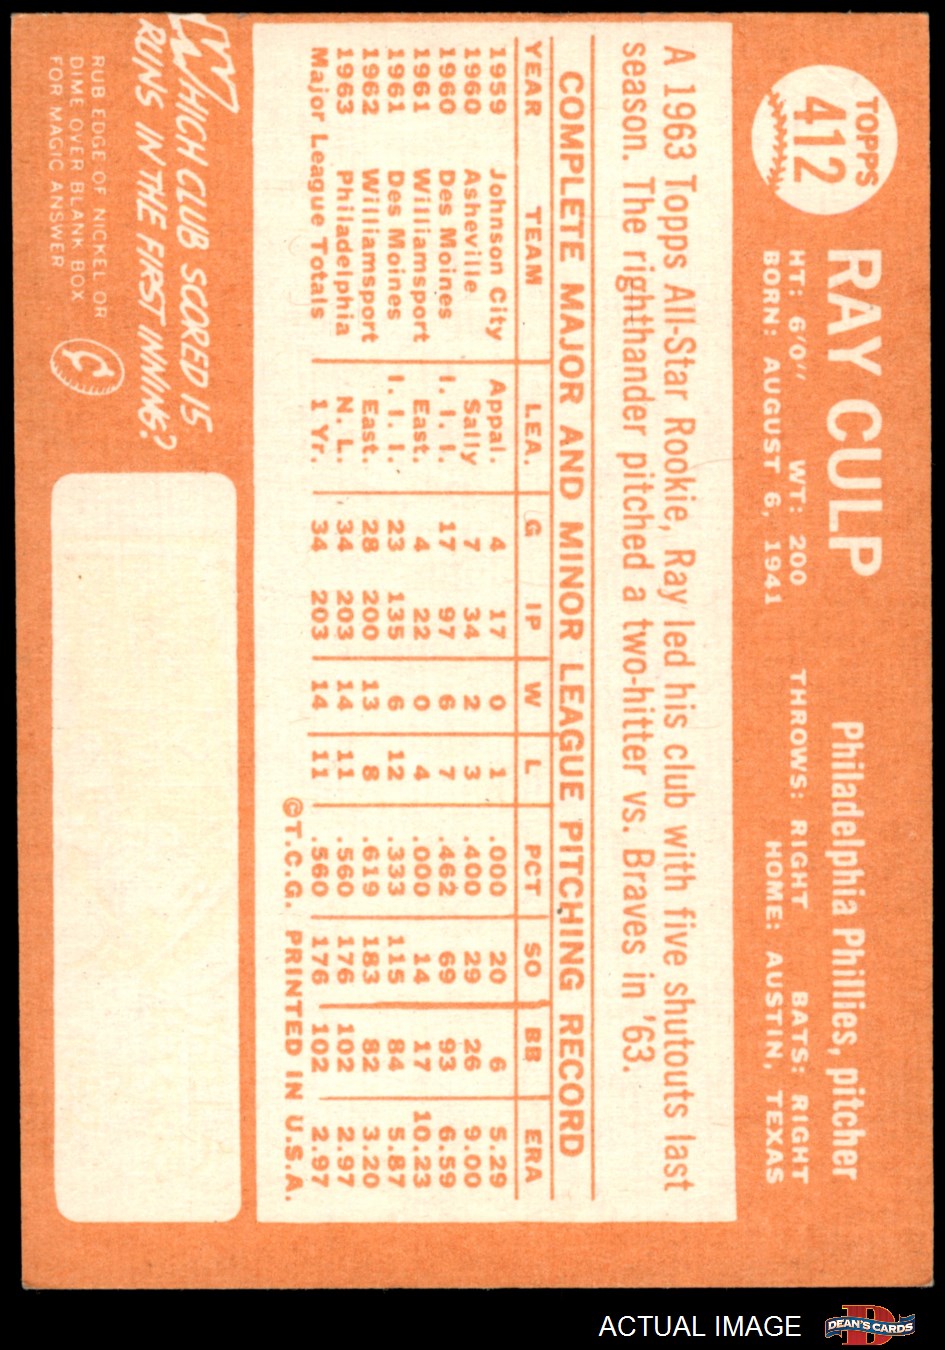 TOPPS
412
RAY CULP
Philadelphia Phillies, pitcher
HT: 6'0" WT: 200 THROWS: RIGHT BATS: RIGHT
BORN: AUGUST 6, 1941 HOME: AUSTIN, TEXAS
A 1963 Topps All-Star Rookie, Ray led his club with five shutouts last
season. The righthander pitched a two-hitter vs. Braves in '63.
COMPLETE MAJOR AND MINOR LEAGUE PITCHING RECORD
YEAR TEAM LEA. G IP W L PCT SO BB ERA
1959 Johnson City Appal. 4 17 0 1 .000 20 6 5.29
1960 Asheville Sally 7 34 2 3 .400 29 26 9.00
1960 Des Moines I. I. I. 17 97 6 7 .462 69 93 6.59
1961 Williamsport East. 4 22 0 4 .000 14 17 10.23
1961 Des Moines I. I. I. 23 135 6 12 .333 115 84 5.87
1962 Williamsport East. 28 200 13 8 .619 183 82 3.20
1963 Philadelphia N. L. 34 203 14 11 .560 176 102 2.97
Major League Totals 1 Yr. 34 203 14 11 .560 176 102 2.97
©T.C.G. PRINTED IN U.S.A.
WHICH CLUB SCORED 15
RUNS IN THE FIRST INNING?
RUB EDGE OF NICKEL OR
DIME OVER BLANK BOX
FOR MAGIC ANSWER
C
ACTUAL IMAGE
D
DEAN'S CARDS